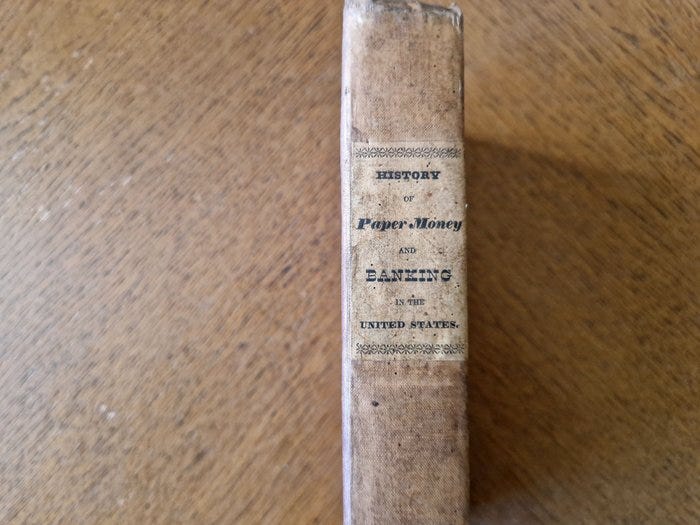 HISTORY
OF
Paper Money
AND
BANKING
IN THE
UNITED STATES.